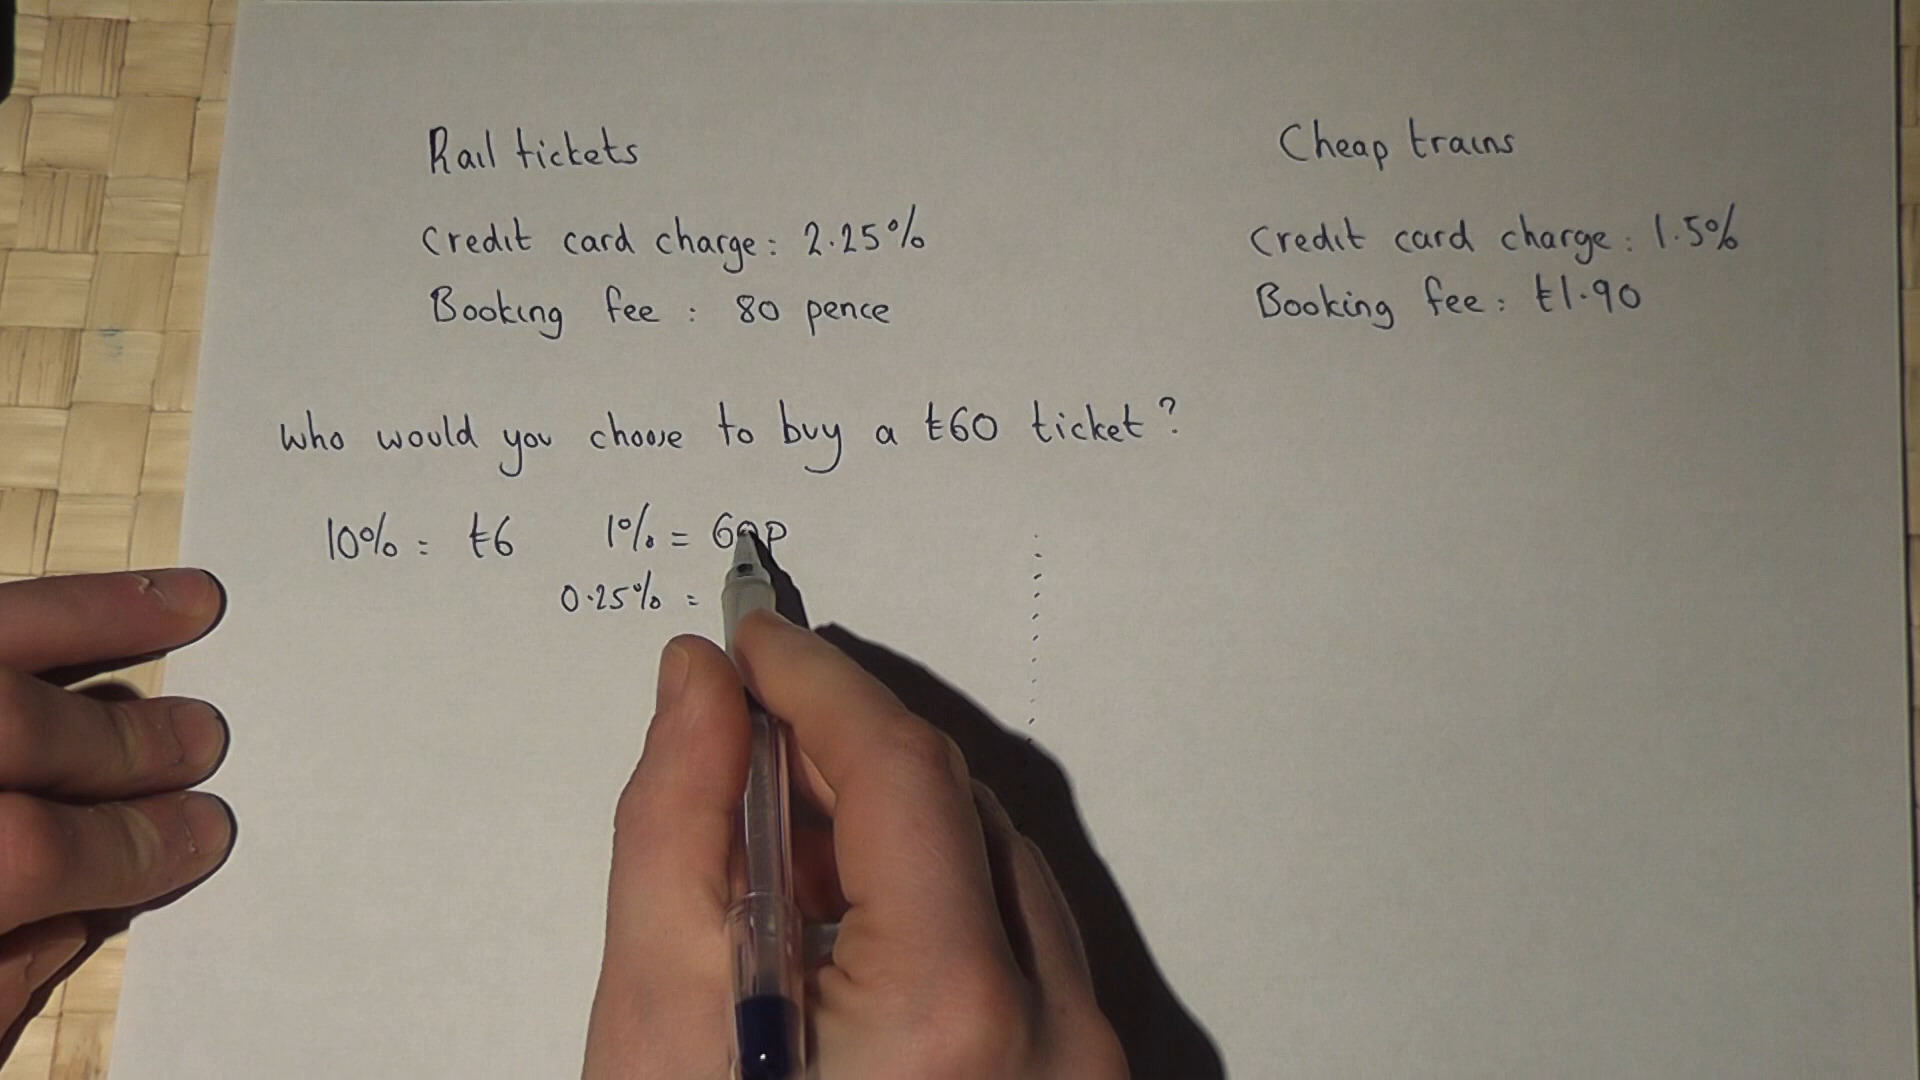 Rail tickets
Credit card charge: 2.25%
Booking fee : 80 pence
Cheap trains
Credit card charge: 1.5%
Booking fee: £1.90
Who would you choose to buy a £60 ticket?
10% = £6 1% = 60p
0.25% =